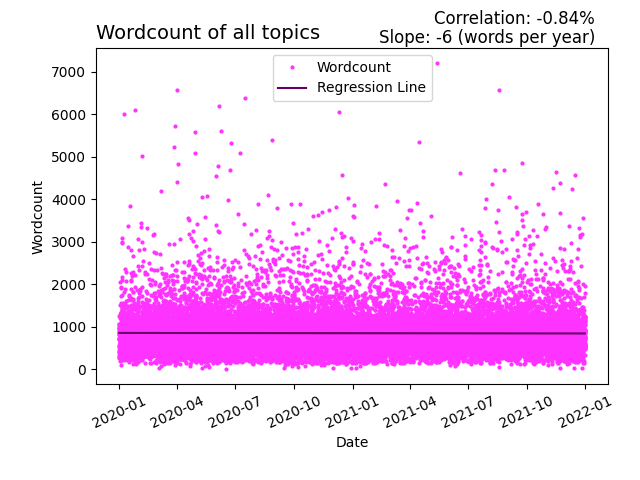 Wordcount of all topics
Correlation: -0.84%
Slope: -6 (words per year)
Wordcount
Regression Line
Wordcount
7000
6000
5000
4000
3000
2000
1000
0
2020-01 2020-04 2020-07 2020-10 2021-01 2021-04 2021-07 2021-10 2022-01
Date